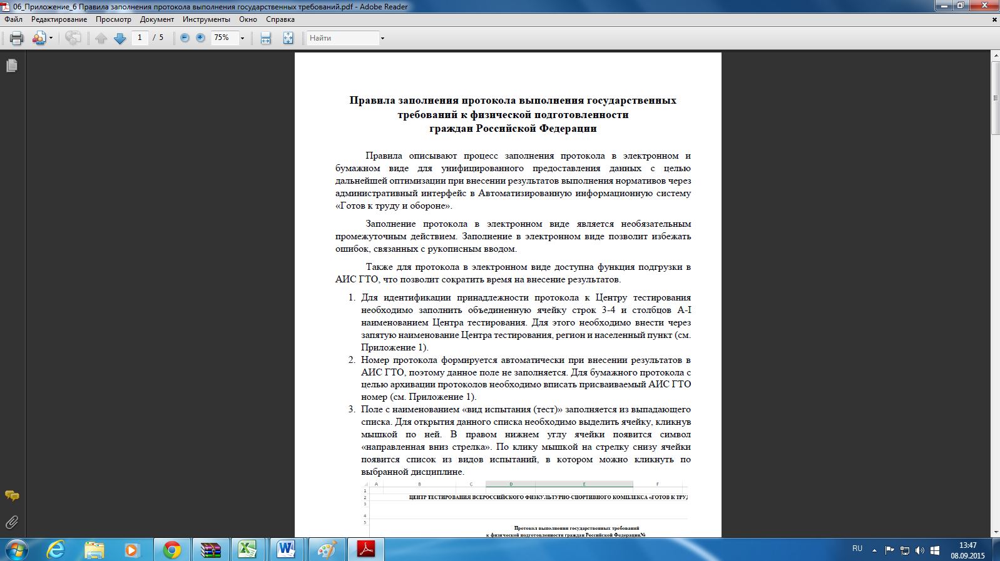 06_Приложение_6 Правила заполнения протокола выполнения государственных требований.pdf - Adobe Reader
Файл Редактирование Просмотр Документ Инструменты Окно Справка
1 / 5 75% Найти
Правила заполнения протокола выполнения государственных
требований к физической подготовленности
граждан Российской Федерации
Правила описывают процесс заполнения протокола в электронном и
бумажном виде для унифицированного предоставления данных с целью
дальнейшей оптимизации при внесении результатов выполнения нормативов через
административный интерфейс в Автоматизированную информационную систему
«Готов к труду и обороне».
Заполнение протокола в электронном виде является необязательным
промежуточным действием. Заполнение в электронном виде позволит избежать
ошибок, связанных с рукописным вводом.
Также для протокола в электронном виде доступна функция подгрузки в
АИС ГТО, что позволит сократить время на внесение результатов.
1. Для идентификации принадлежности протокола к Центру тестирования
необходимо заполнить объединенную ячейку строк 3-4 и столбцов A-I
наименованием Центра тестирования. Для этого необходимо внести через
запятую наименование Центра тестирования, регион и населенный пункт (см.
Приложение 1).
2. Номер протокола формируется автоматически при внесении результатов в
АИС ГТО, поэтому данное поле не заполняется. Для бумажного протокола с
целью архивации протоколов необходимо вписать присваиваемый АИС ГТО
номер (см. Приложение 1).
3. Поле с наименованием «вид испытания (тест)» заполняется из выпадающего
списка. Для открытия данного списка необходимо выделить ячейку, кликнув
мышкой по ней. В правом нижнем углу ячейки появится символ
«направленная вниз стрелка». По клику мышкой на стрелку снизу ячейки
появится список из видов испытаний, в котором можно кликнуть по
выбранной дисциплине.
A B C D E F
1
2 ЦЕНТР ТЕСТИРОВАНИЯ ВСЕРОССИЙСКОГО ФИЗКУЛЬТУРНО-СПОРТИВНОГО КОМПЛЕКСА «ГОТОВ К ТРУД
3
4
5
Протокол выполнения государственных требований
к физической подготовленности граждан Российской Федерации№
RU 13:47
08.09.2015